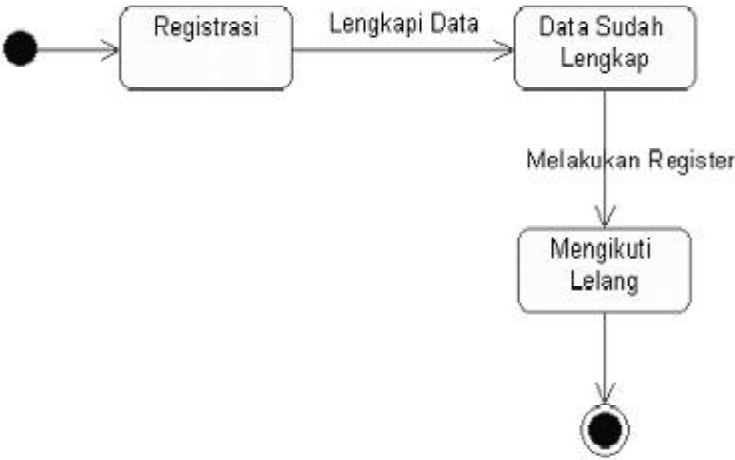 Registrasi
Lengkapi Data
Data Sudah
Lengkap
Melakukan Register
Mengikuti
Lelang